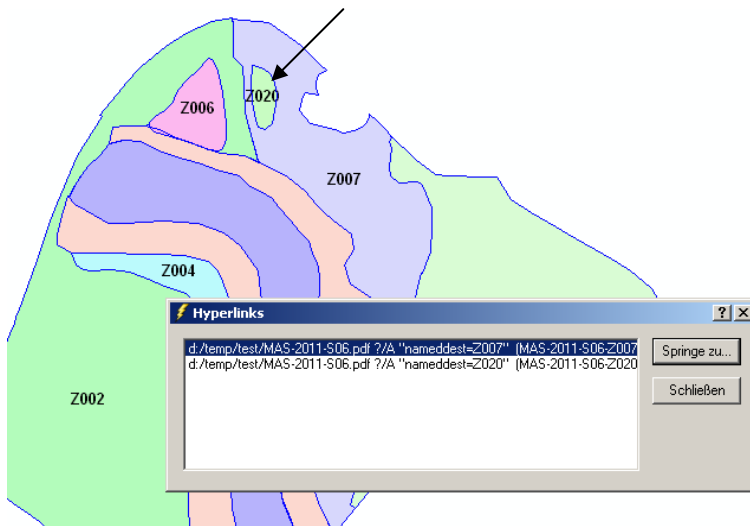 Z006
Z020
Z007
Z004
Z002
Hyperlinks
d:/temp/test/MAS-2011-S06.pdf ?/A "nameddest=Z007" (MAS-2011-S06-Z007
d:/temp/test/MAS-2011-S06.pdf ?/A "nameddest=Z020" (MAS-2011-S06-Z020
Springe zu...
Schließen